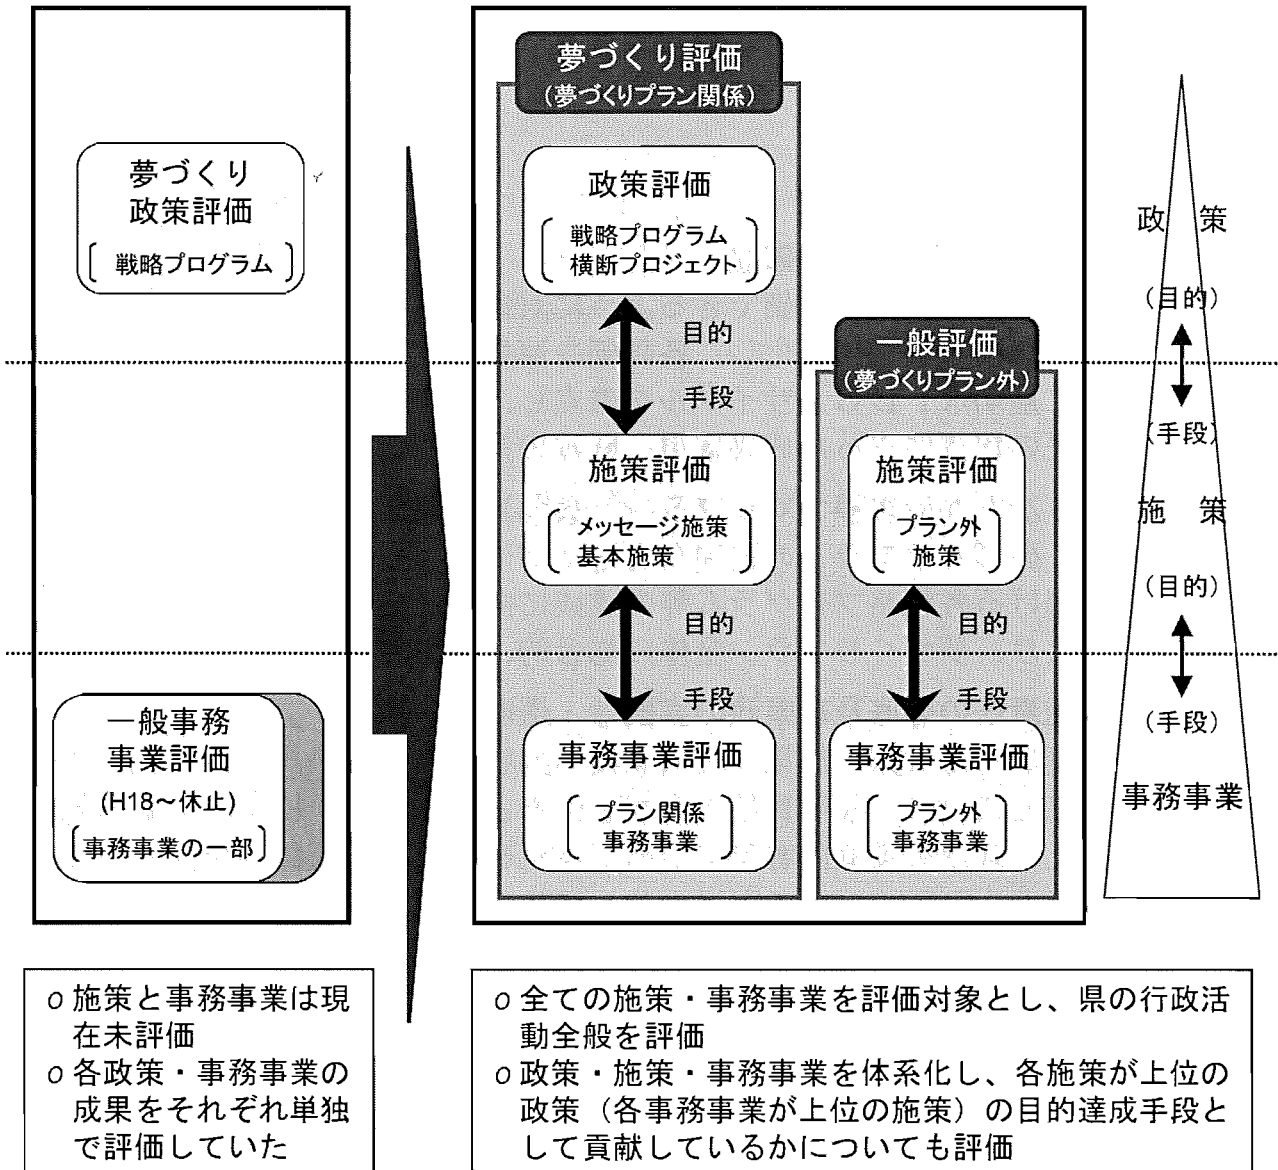 夢づくり
政策評価
〔 戦略プログラム 〕
一般事務
事業評価
(H18～休止)
〔事務事業の一部〕
夢づくり評価
(夢づくりプラン関係)
政策評価
戦略プログラム
横断プロジェクト
目的
手段
施策評価
メッセージ施策
基本施策
目的
手段
事務事業評価
プラン関係
事務事業
一般評価
(夢づくりプラン外)
施策評価
プラン外
施策
目的
手段
事務事業評価
プラン外
事務事業
政 策
(目的)
(手段)
施 策
(目的)
(手段)
事務事業
o 施策と事務事業は現
在未評価
o 各政策・事務事業の
成果をそれぞれ単独
で評価していた
o 全ての施策・事務事業を評価対象とし、県の行政活
動全般を評価
o 政策・施策・事務事業を体系化し、各施策が上位の
政策（各事務事業が上位の施策）の目的達成手段と
して貢献しているかについても評価